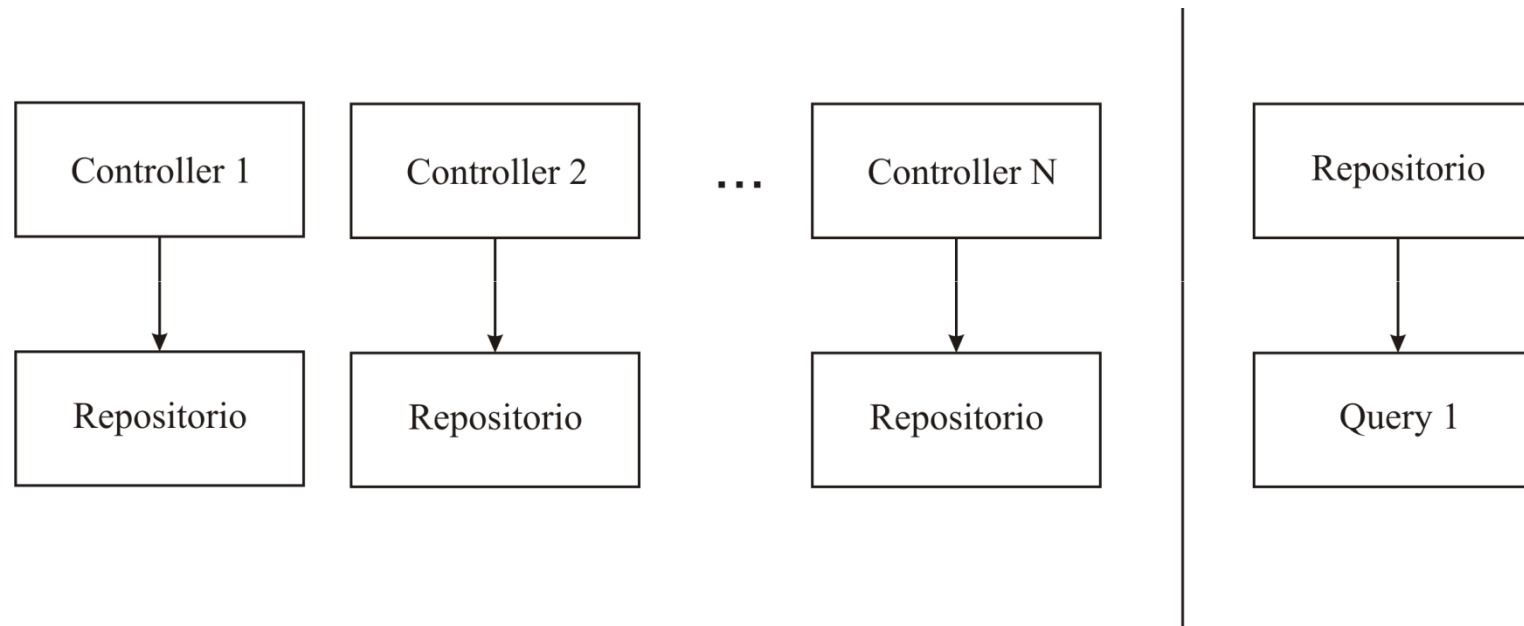 Controller 1
Controller 2
...
Controller N
Repositorio
Repositorio
Repositorio
Repositorio
Query 1